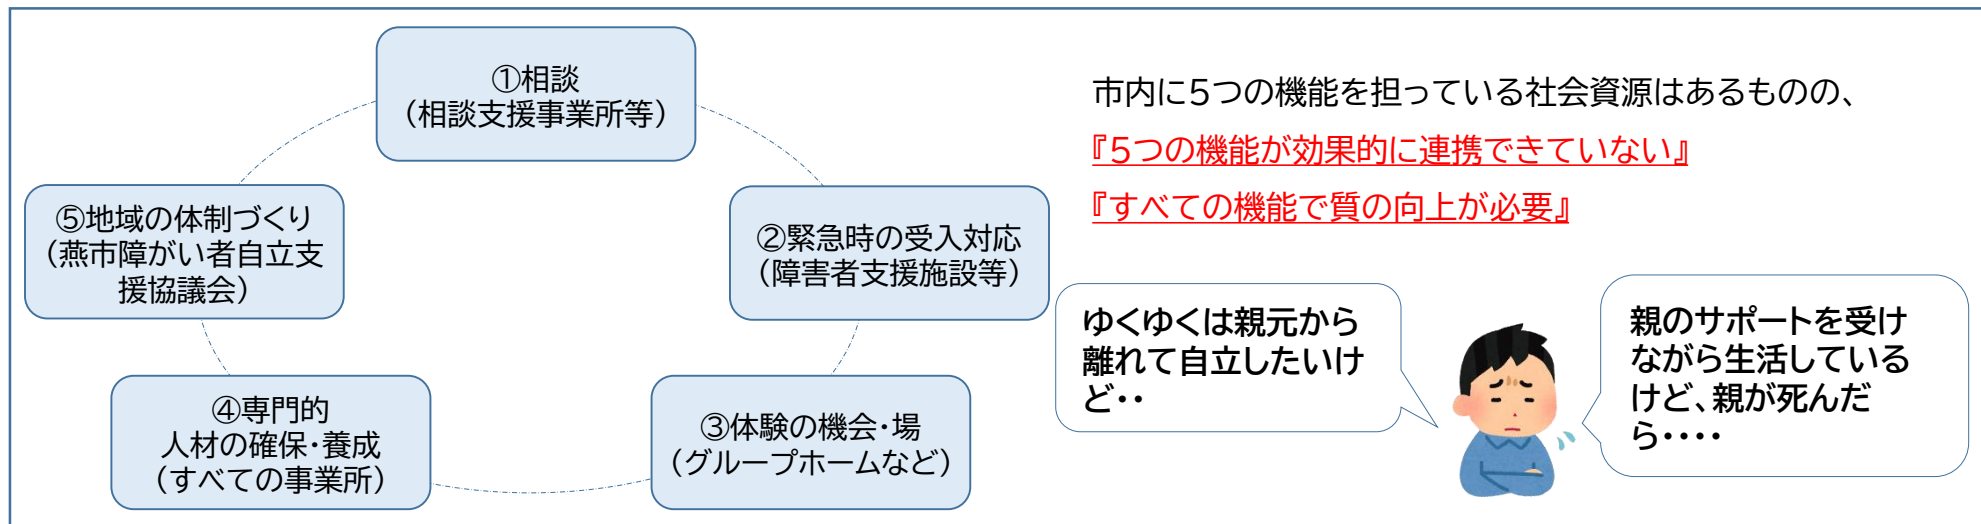 ①相談
（相談支援事業所等）
市内に５つの機能を担っている社会資源はあるものの、
『５つの機能が効果的に連携できていない』
『すべての機能で質の向上が必要』
⑤地域の体制づくり
（燕市障がい者自立支
援協議会）
②緊急時の受入対応
（障害者支援施設等）
ゆくゆくは親元から
離れて自立したいけ
ど・・
親のサポートを受け
ながら生活している
けど、親が死んだ
ら・・・・
④専門的
人材の確保・養成
（すべての事業所）
③体験の機会・場
（グループホームなど）